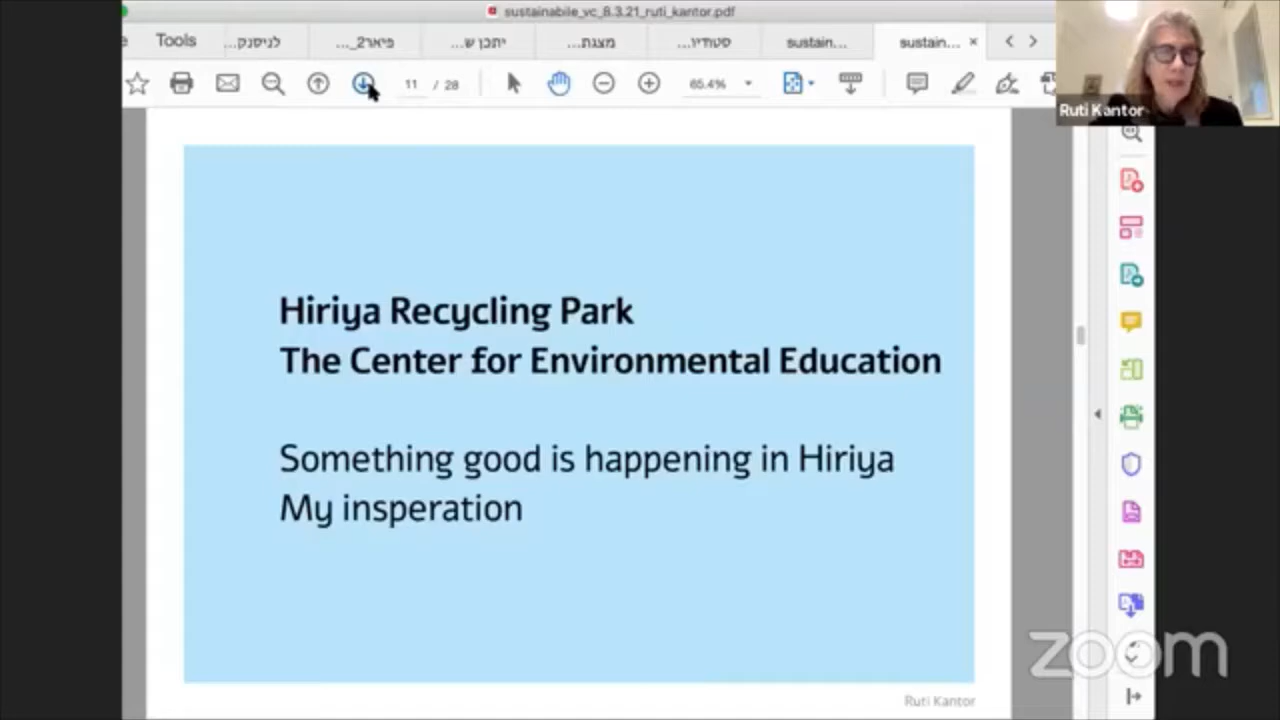 sustainabile_vc_8.3.21_ruti_kantor.pdf
e Tools לניסנק... פיאר2_... יתכן ש... מצגת... סטודיו... sustain... sustain... ×
11 / 28 65.4%
Ruti Kantor
Hiriya Recycling Park
The Center for Environmental Education
Something good is happening in Hiriya
My insperation
Ruti Kantor
zoom